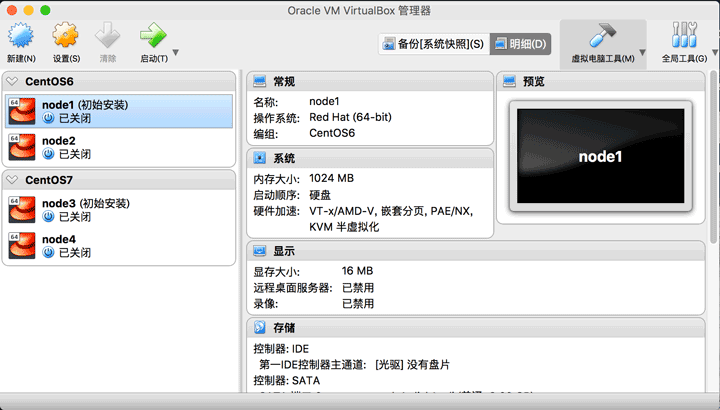 Oracle VM VirtualBox 管理器
新建(N) 设置(S) 清除 启动(T) 备份[系统快照](S) 明细(D) 虚拟电脑工具(M) 全局工具(G)
CentOS6
64 node1 (初始安装)
已关闭
64 node2
已关闭
CentOS7
64 node3 (初始安装)
已关闭
64 node4
已关闭
常规
名称: node1
操作系统: Red Hat (64-bit)
编组: CentOS6
系统
内存大小: 1024 MB
启动顺序: 硬盘
硬件加速: VT-x/AMD-V, 嵌套分页, PAE/NX,
KVM 半虚拟化
预览
node1
显示
显存大小: 16 MB
远程桌面服务器: 已禁用
录像: 已禁用
存储
控制器: IDE
第一IDE控制器主通道: [光驱] 没有盘片
控制器: SATA